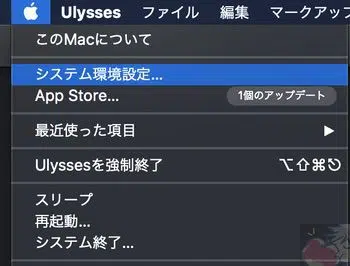 Ulysses ファイル 編集 マークアップ
このMacについて
システム環境設定...
App Store... 1個のアップデート
最近使った項目 ▶
Ulyssesを強制終了 ⌥⇧⌘⎋
スリープ
再起動...
システム終了...